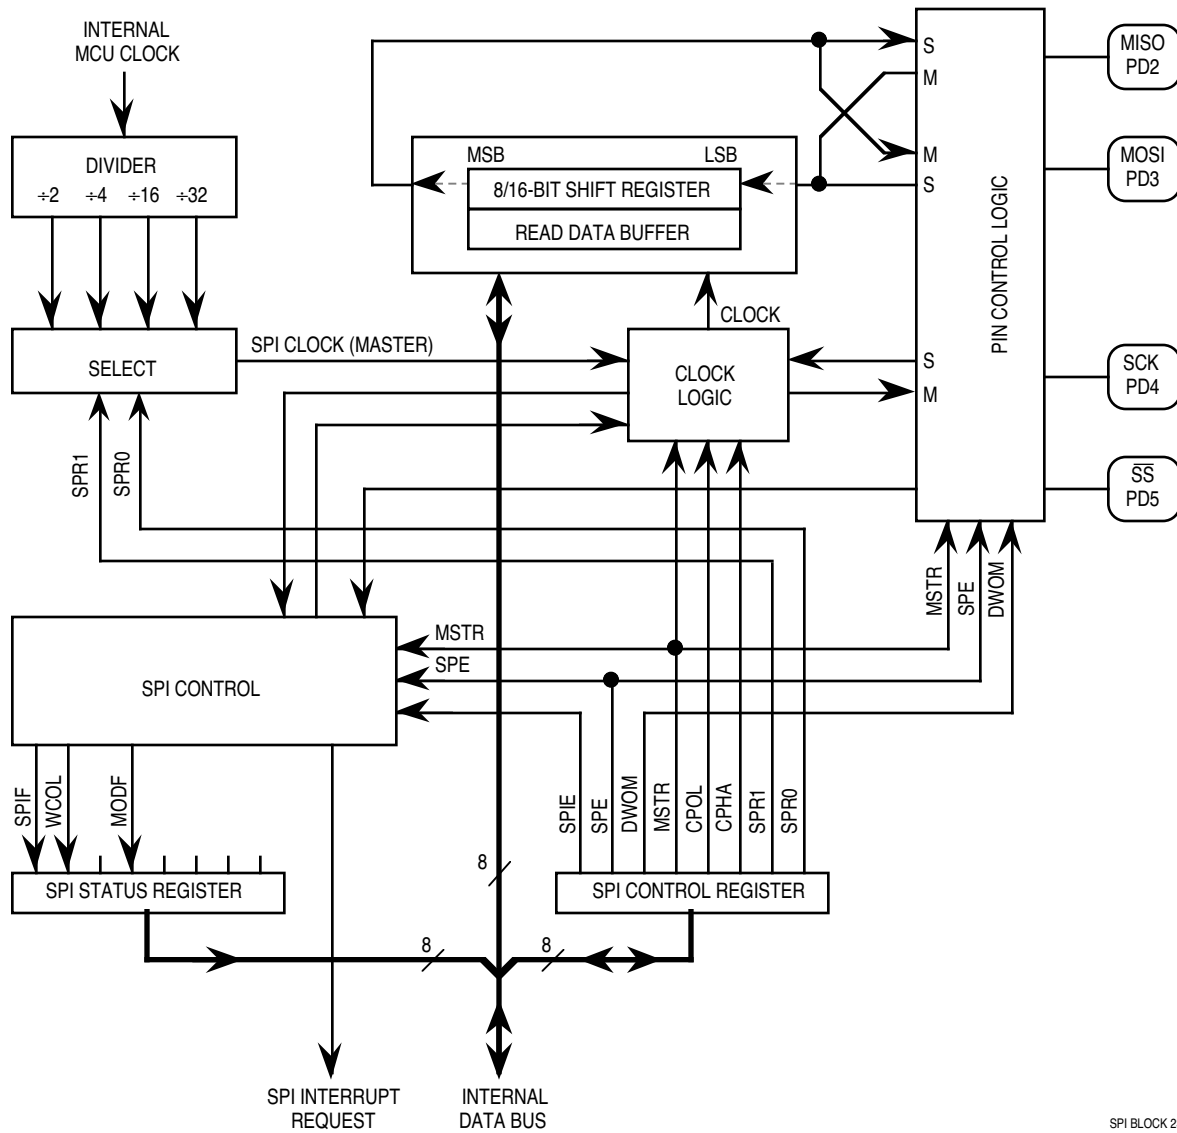 INTERNAL
MCU CLOCK
DIVIDER
÷2 ÷4 ÷16 ÷32
SELECT
SPI CLOCK (MASTER)
SPR1
SPR0
MSB LSB
8/16-BIT SHIFT REGISTER
READ DATA BUFFER
CLOCK
CLOCK
LOGIC
S
M
M
S
S
M
PIN CONTROL LOGIC
MISO
PD2
MOSI
PD3
SCK
PD4
SS
PD5
MSTR
SPE
DWOM
MSTR
SPE
SPI CONTROL
SPIF
WCOL
MODF
SPIE
SPE
DWOM
MSTR
CPOL
CPHA
SPR1
SPR0
SPI STATUS REGISTER
SPI CONTROL REGISTER
8
8
8
SPI INTERRUPT
REQUEST
INTERNAL
DATA BUS
SPI BLOCK 2